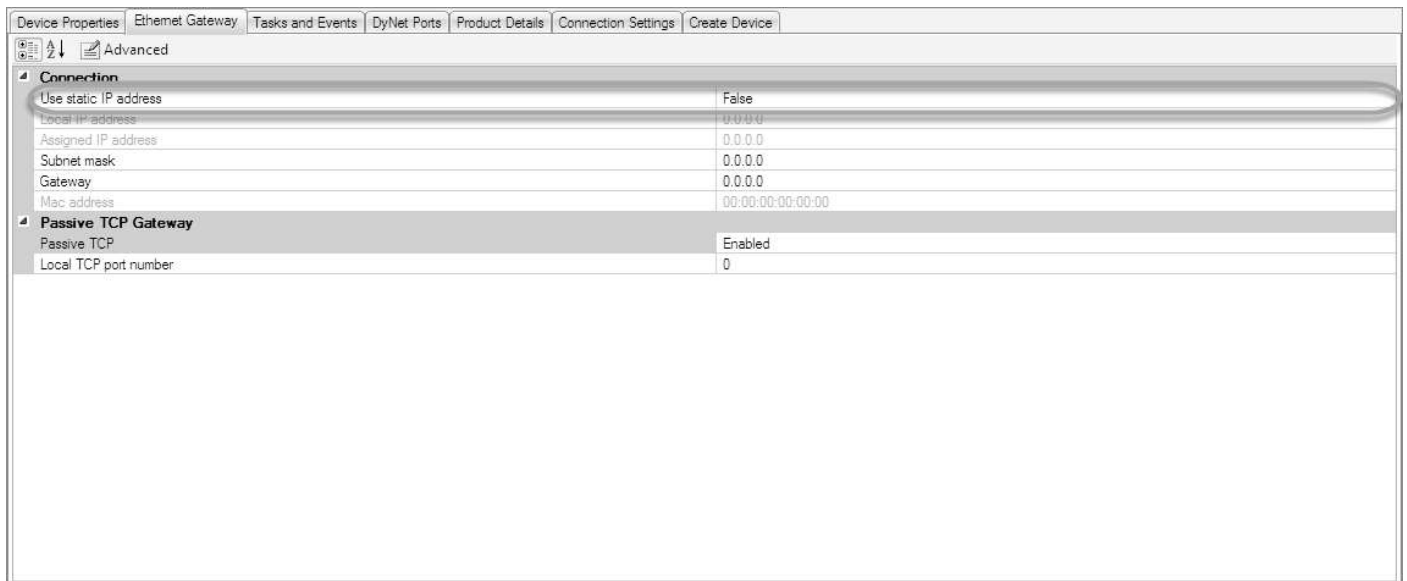 Device Properties Ethernet Gateway Tasks and Events DyNet Ports Product Details Connection Settings Create Device
Advanced
Connection
Use static IP address False
Local IP address 0.0.0.0
Assigned IP address 0.0.0.0
Subnet mask 0.0.0.0
Gateway 0.0.0.0
Mac address 00:00:00:00:00:00
Passive TCP Gateway
Passive TCP Enabled
Local TCP port number 0